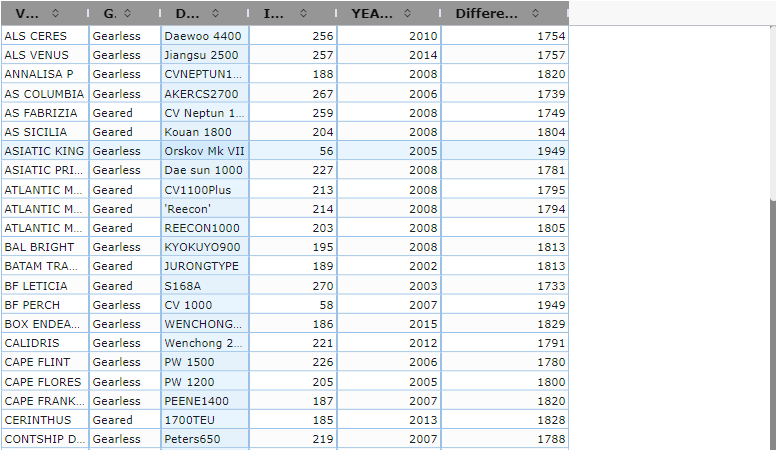 V... G. D... I... YEA... Differe...
ALS CERES Gearless Daewoo 4400 256 2010 1754
ALS VENUS Gearless Jiangsu 2500 257 2014 1757
ANNALISA P Gearless CVNEPTUN1... 188 2008 1820
AS COLUMBIA Gearless AKERCS2700 267 2006 1739
AS FABRIZIA Geared CV Neptun 1... 259 2008 1749
AS SICILIA Geared Kouan 1800 204 2008 1804
ASIATIC KING Gearless Orskov Mk VII 56 2005 1949
ASIATIC PRI... Gearless Dae sun 1000 227 2008 1781
ATLANTIC M... Geared CV1100Plus 213 2008 1795
ATLANTIC M... Geared 'Reecon' 214 2008 1794
ATLANTIC M... Geared REECON1000 203 2008 1805
BAL BRIGHT Gearless KYOKUYO900 195 2008 1813
BATAM TRA... Geared JURONGTYPE 189 2002 1813
BF LETICIA Geared S168A 270 2003 1733
BF PERCH Gearless CV 1000 58 2007 1949
BOX ENDEA... Gearless WENCHONG... 186 2015 1829
CALIDRIS Gearless Wenchong 2... 221 2012 1791
CAPE FLINT Gearless PW 1500 226 2006 1780
CAPE FLORES Gearless PW 1200 205 2005 1800
CAPE FRANK... Gearless PEENE1400 187 2007 1820
CERINTHUS Geared 1700TEU 185 2013 1828
CONTSHIP D... Gearless Peters650 219 2007 1788